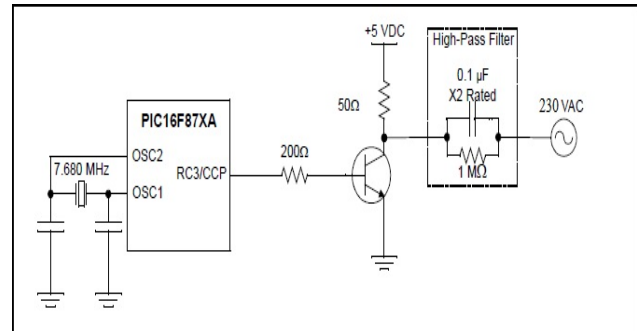 +5 VDC
High-Pass Filter
0.1 µF
X2 Rated
50Ω
230 VAC
PIC16F87XA
200Ω
OSC2
7.680 MHz
RC3/CCP
OSC1
1 MΩ